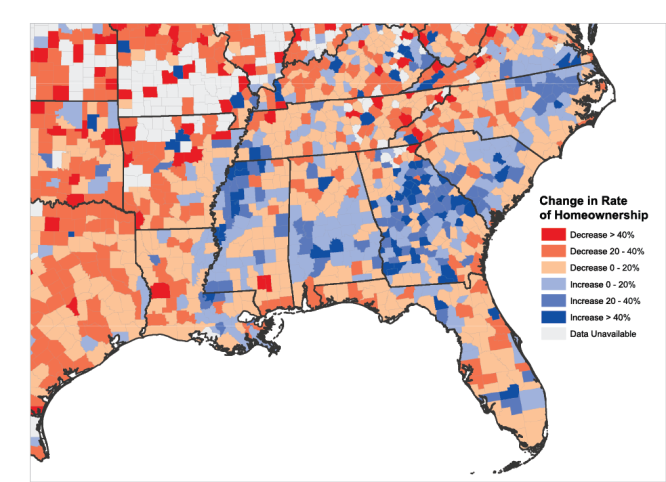 Change in Rate
of Homeownership
Decrease > 40%
Decrease 20 - 40%
Decrease 0 - 20%
Increase 0 - 20%
Increase 20 - 40%
Increase > 40%
Data Unavailable